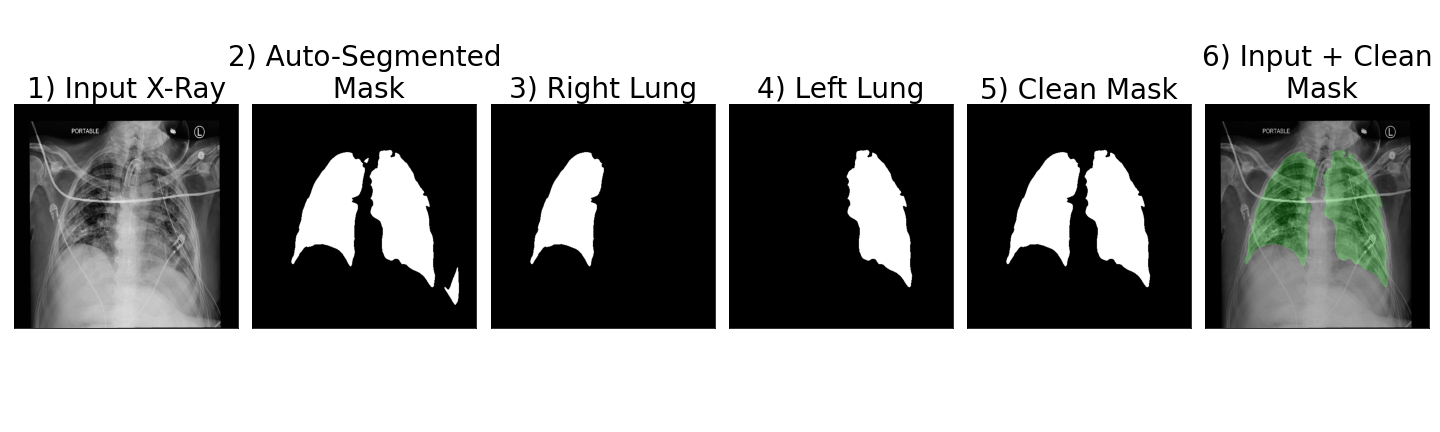 1) Input X-Ray
2) Auto-Segmented
Mask
3) Right Lung
4) Left Lung
5) Clean Mask
6) Input + Clean
Mask
PORTABLE
L
PORTABLE
L